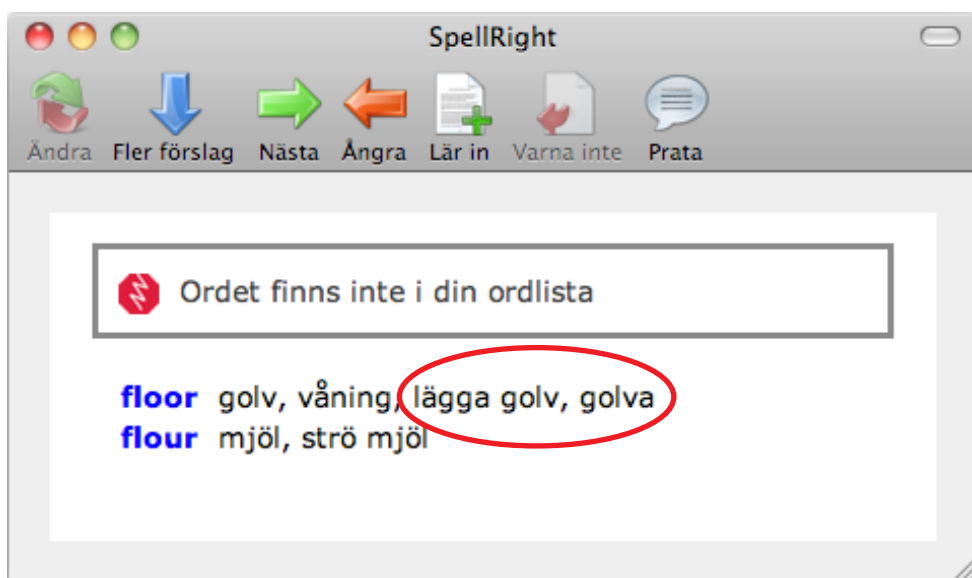 SpellRight
Ändra Fler förslag Nästa Ångra Lär in Varna inte Prata
Ordet finns inte i din ordlista
floor golv, våning, lägga golv, golva
flour mjöl, strö mjöl